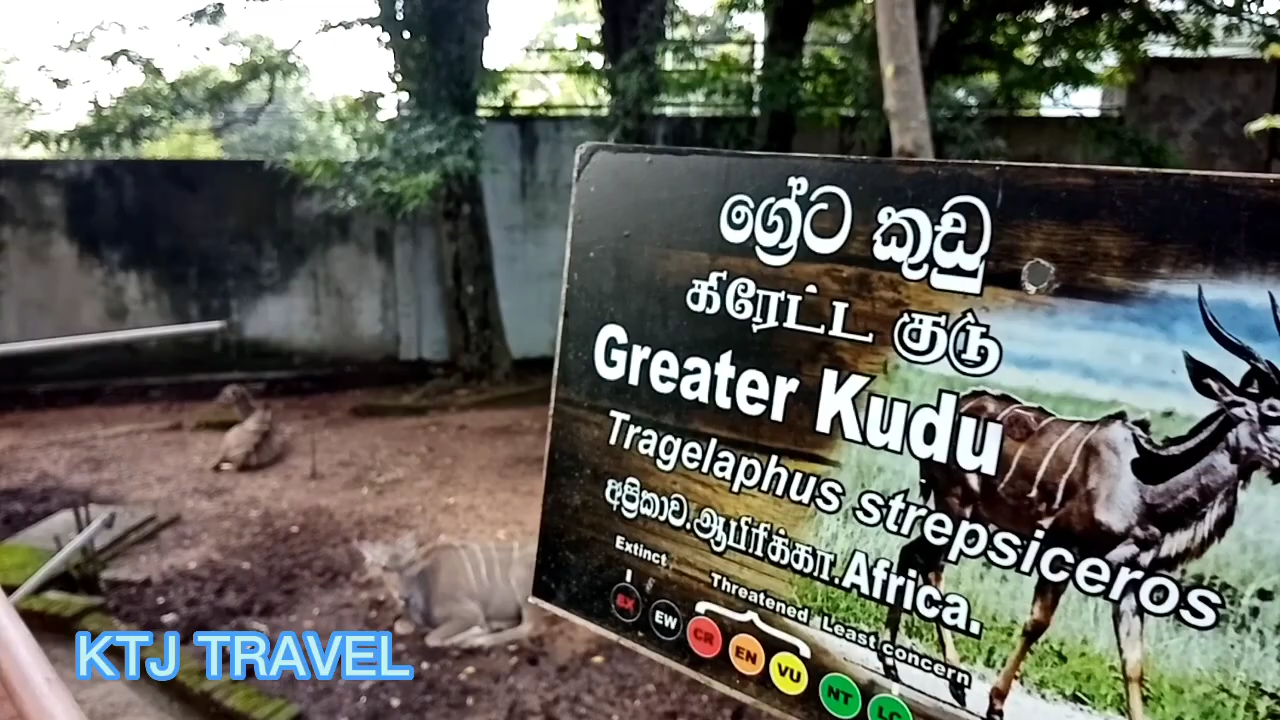 ග්‍රේට කුඩු
கிரேட்ட குடு
Greater Kudu
Tragelaphus strepsiceros
අප්‍රිකාව.ஆபிரிக்கா.Africa.
Extinct Threatened Least concern
EX EW CR EN VU NT LC
KTJ TRAVEL